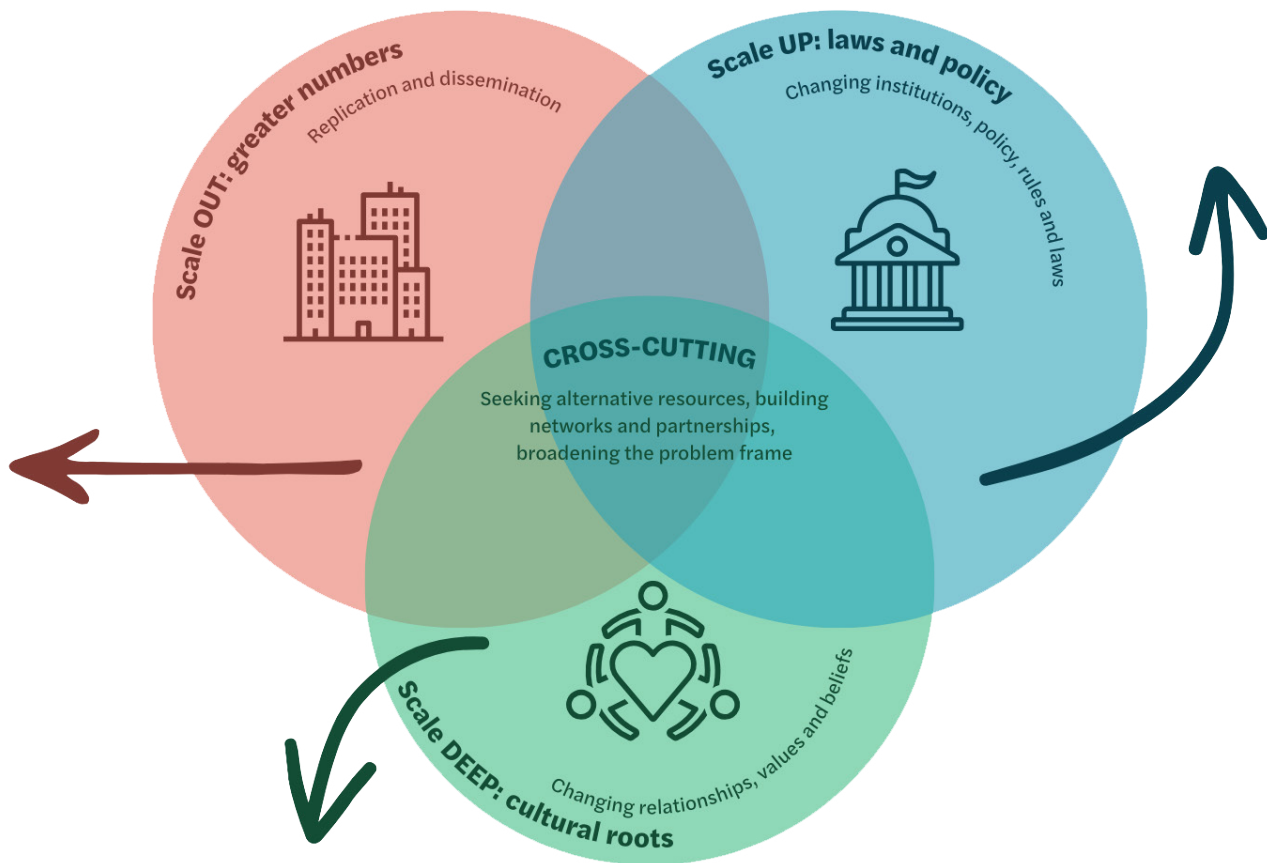 Scale OUT: greater numbers
Replication and dissemination
Scale UP: laws and policy
Changing institutions, policy, rules and laws
CROSS-CUTTING
Seeking alternative resources, building
networks and partnerships,
broadening the problem frame
Scale DEEP: cultural roots
Changing relationships, values and beliefs